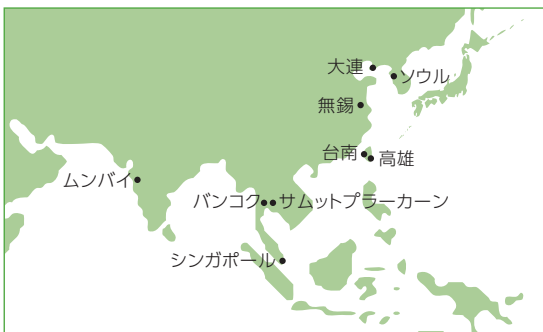 大連
ソウル
無錫
台南
高雄
ムンバイ
バンコク
サムットプラーカーン
シンガポール